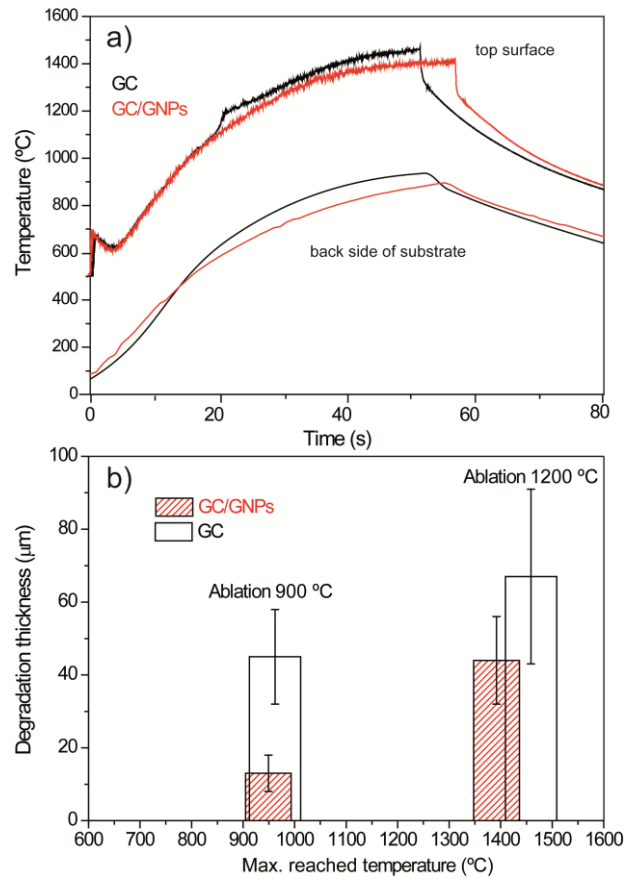 a)
1600
1400
1200
1000
800
600
400
200
0
Temperature (ºC)
GC
GC/GNPs
top surface
back side of substrate
0
20
40
60
80
Time (s)
b)
100
80
60
40
20
0
Degradation thickness (µm)
GC/GNPs
GC
Ablation 900 ºC
Ablation 1200 ºC
600
700
800
900
1000
1100
1200
1300
1400
1500
1600
Max. reached temperature (ºC)